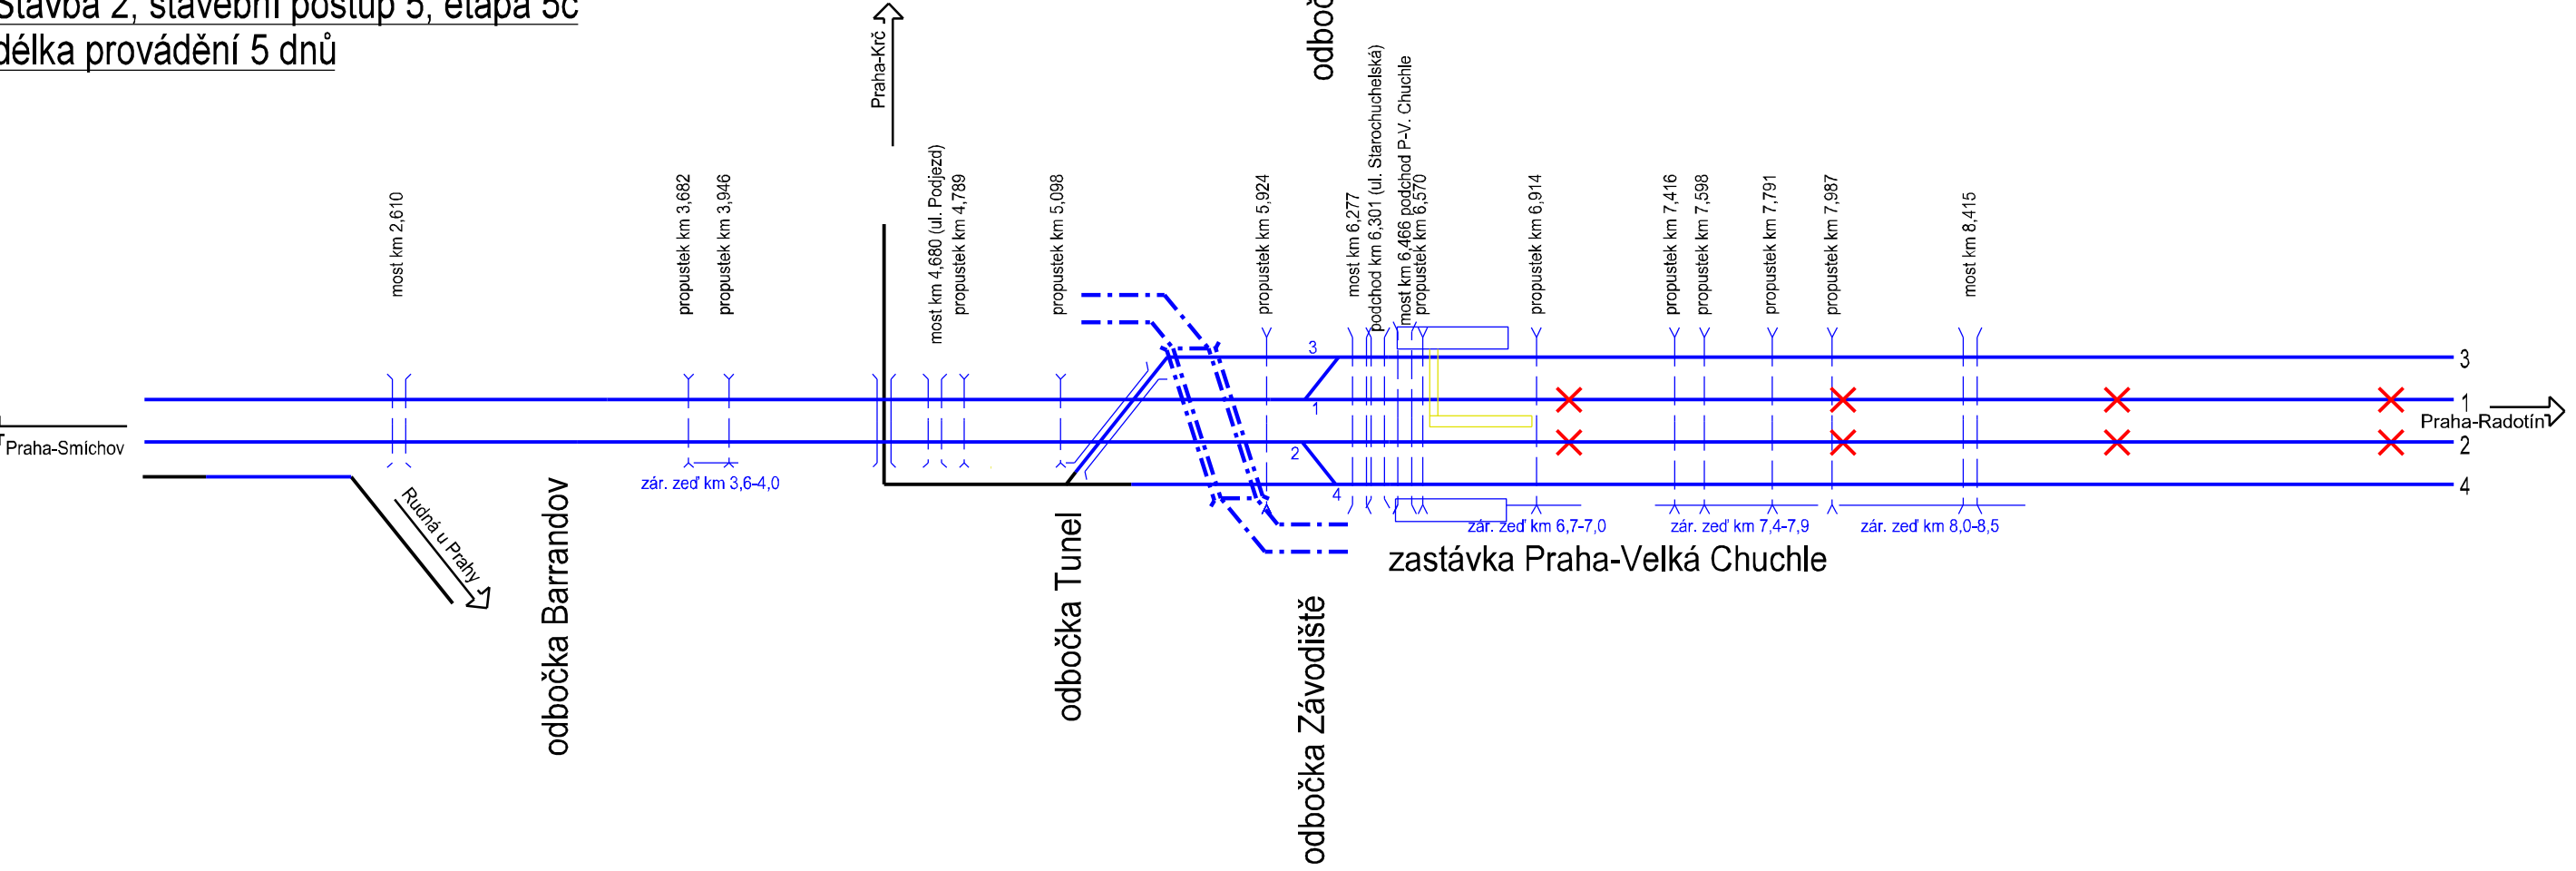 Stavba 2, stavební postup 5, etapa 5c
délka provádění 5 dnů
Praha-Krč
odboč
most km 2,610
propustek km 3,682
propustek km 3,946
most km 4,680 (ul. Podjezd)
propustek km 4,789
propustek km 5,098
propustek km 5,924
most km 6,277
podchod km 6,301 (ul. Starochuchelská)
most km 6,466 podchod P-V. Chuchle
propustek km 6,570
propustek km 6,914
propustek km 7,416
propustek km 7,598
propustek km 7,791
propustek km 7,987
most km 8,415
3
3
1
1
Praha-Radotín
Praha-Smíchov
2
2
4
4
zár. zeď km 3,6-4,0
zár. zeď km 6,7-7,0
zár. zeď km 7,4-7,9
zár. zeď km 8,0-8,5
Rudná u Prahy
zastávka Praha-Velká Chuchle
odbočka Barrandov
odbočka Tunel
odbočka Závodiště